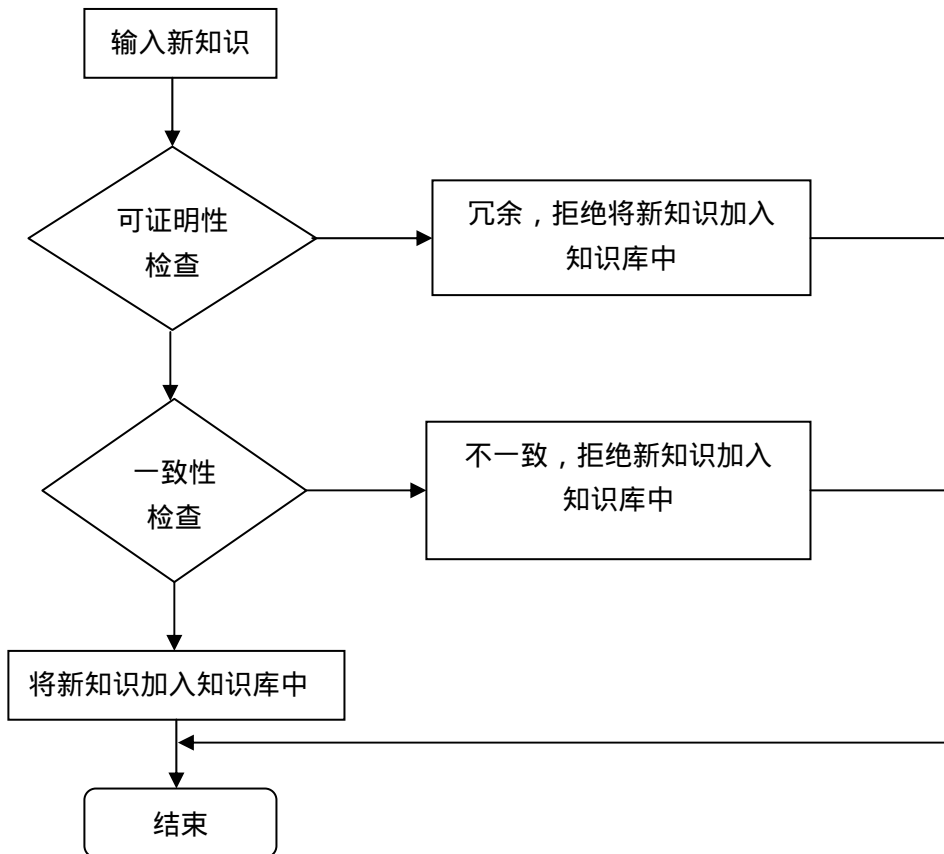 输入新知识
可证明性
检查
冗余，拒绝将新知识加入
知识库中
一致性
检查
不一致，拒绝新知识加入
知识库中
将新知识加入知识库中
结束